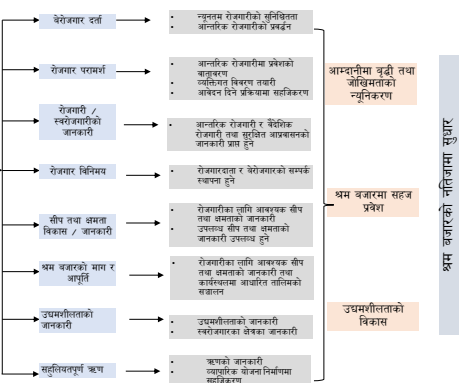 बेरोजगार दर्ता
न्यूनतम रोजगारीको सुनिश्चितता
आन्तरिक रोजगारीको प्रवर्द्धन
रोजगार परामर्श
आन्तरिक रोजगारीमा प्रवेशको
वातावरण
व्यक्तिगत विवरण तयारी
आवेदन दिने प्रक्रियामा सहजिकरण
रोजगारी /
स्वरोजगारीको
जानकारी
आन्तरिक रोजगारी र वैदेशिक
रोजगारी तथा सुरक्षित आप्रवासनको
जानकारी प्राप्त हुने
रोजगार विनिमय
रोजगारदाता र बेरोजगारको सम्पर्क
स्थापना हुने
सीप तथा क्षमता
विकास / जानकारी
रोजगारीका लागि आवश्यक सीप
तथा क्षमताको जानकारी
उपलब्ध सीप तथा क्षमताको
जानकारी उपलब्ध हुने
श्रम बजारको माग र
आपूर्ति
रोजगारीका लागि आवश्यक सीप
तथा क्षमताको जानकारी तथा
कार्यस्थलमा आधारित तालिमको
सञ्चालन
उद्यमशीलताको
जानकारी
उद्यमशीलताको जानकारी
स्वरोजगारका क्षेत्रका जानकारी
सहुलियतपूर्ण ऋण
ऋणको जानकारी
व्यापारिक योजना निर्माणमा
सहजिकरण
आम्दानीमा वृद्धी तथा
जोखिमताको
न्यूनिकरण
श्रम बजारमा सहज
प्रवेश
उद्यमशीलताको
विकास
श्रम बजारको नतिजामा सुधार